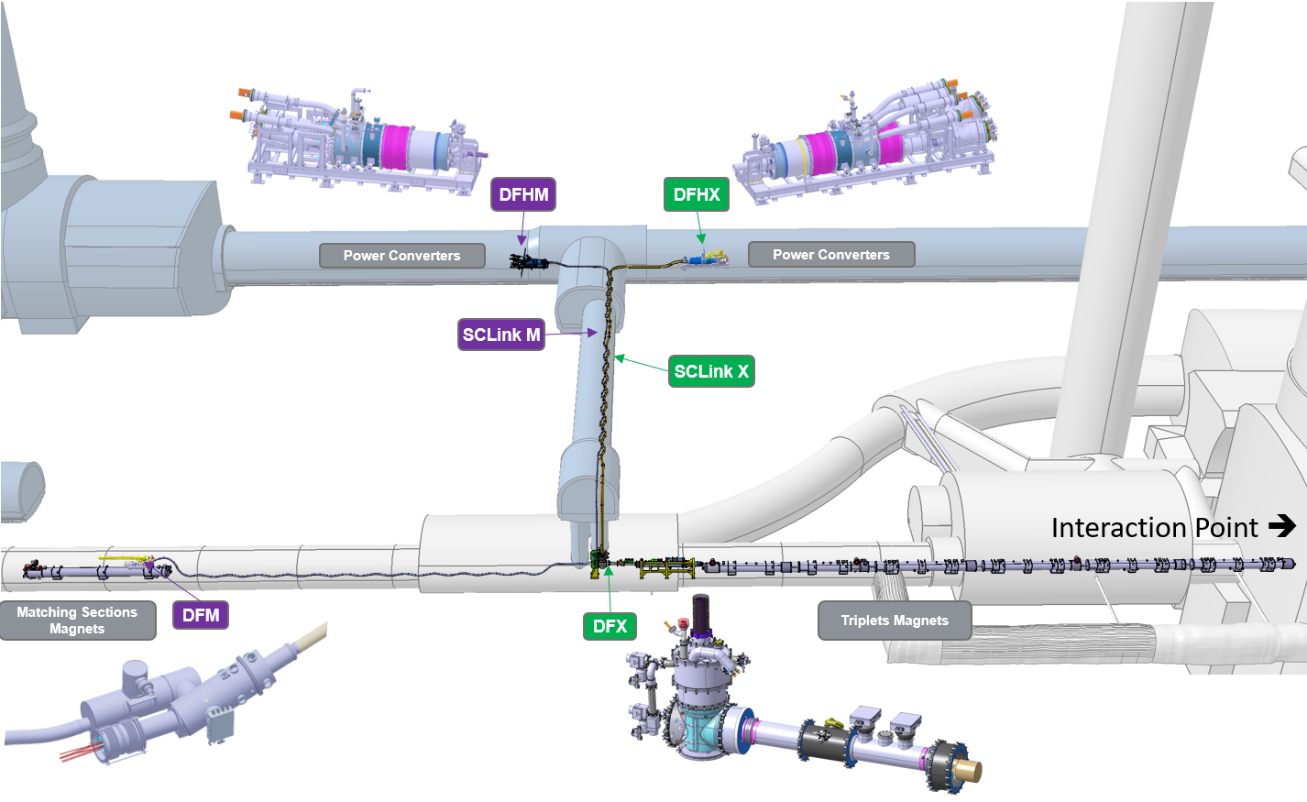 DFHM
DFHX
Power Converters
Power Converters
SCLink M
SCLink X
Interaction Point ➔
Matching Sections
Magnets
DFM
DFX
Triplets Magnets